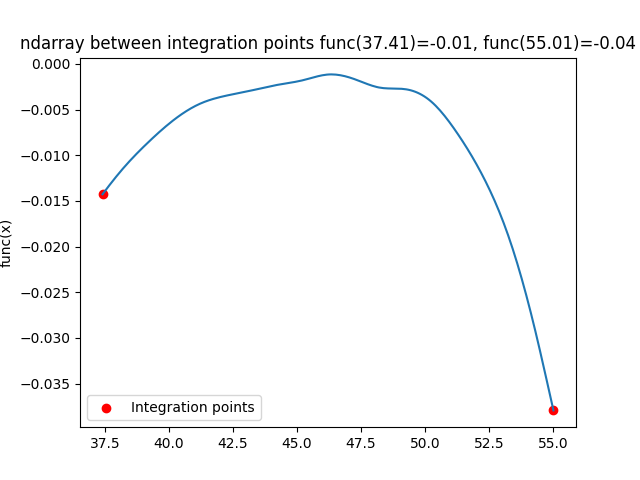 ndarray between integration points func(37.41)=-0.01, func(55.01)=-0.04
0.000
−0.005
−0.010
−0.015
−0.020
−0.025
−0.030
−0.035
func(x)
Integration points
37.5 40.0 42.5 45.0 47.5 50.0 52.5 55.0